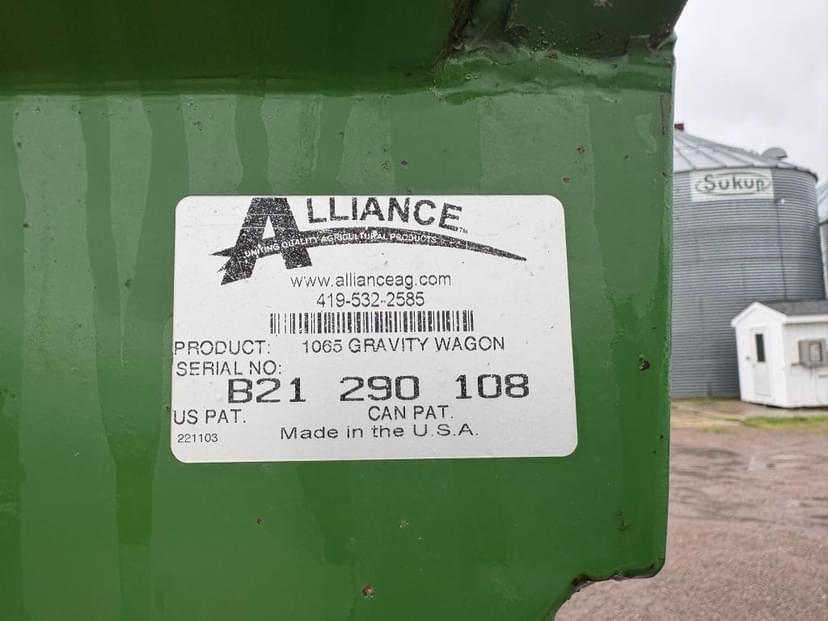 ALLIANCE™
UNITING QUALITY AGRICULTURAL PRODUCTS
www.allianceag.com
419-532-2585
PRODUCT: 1065 GRAVITY WAGON
SERIAL NO:
B21 290 108
US PAT. CAN PAT.
221103 Made in the U.S.A.
Sukup